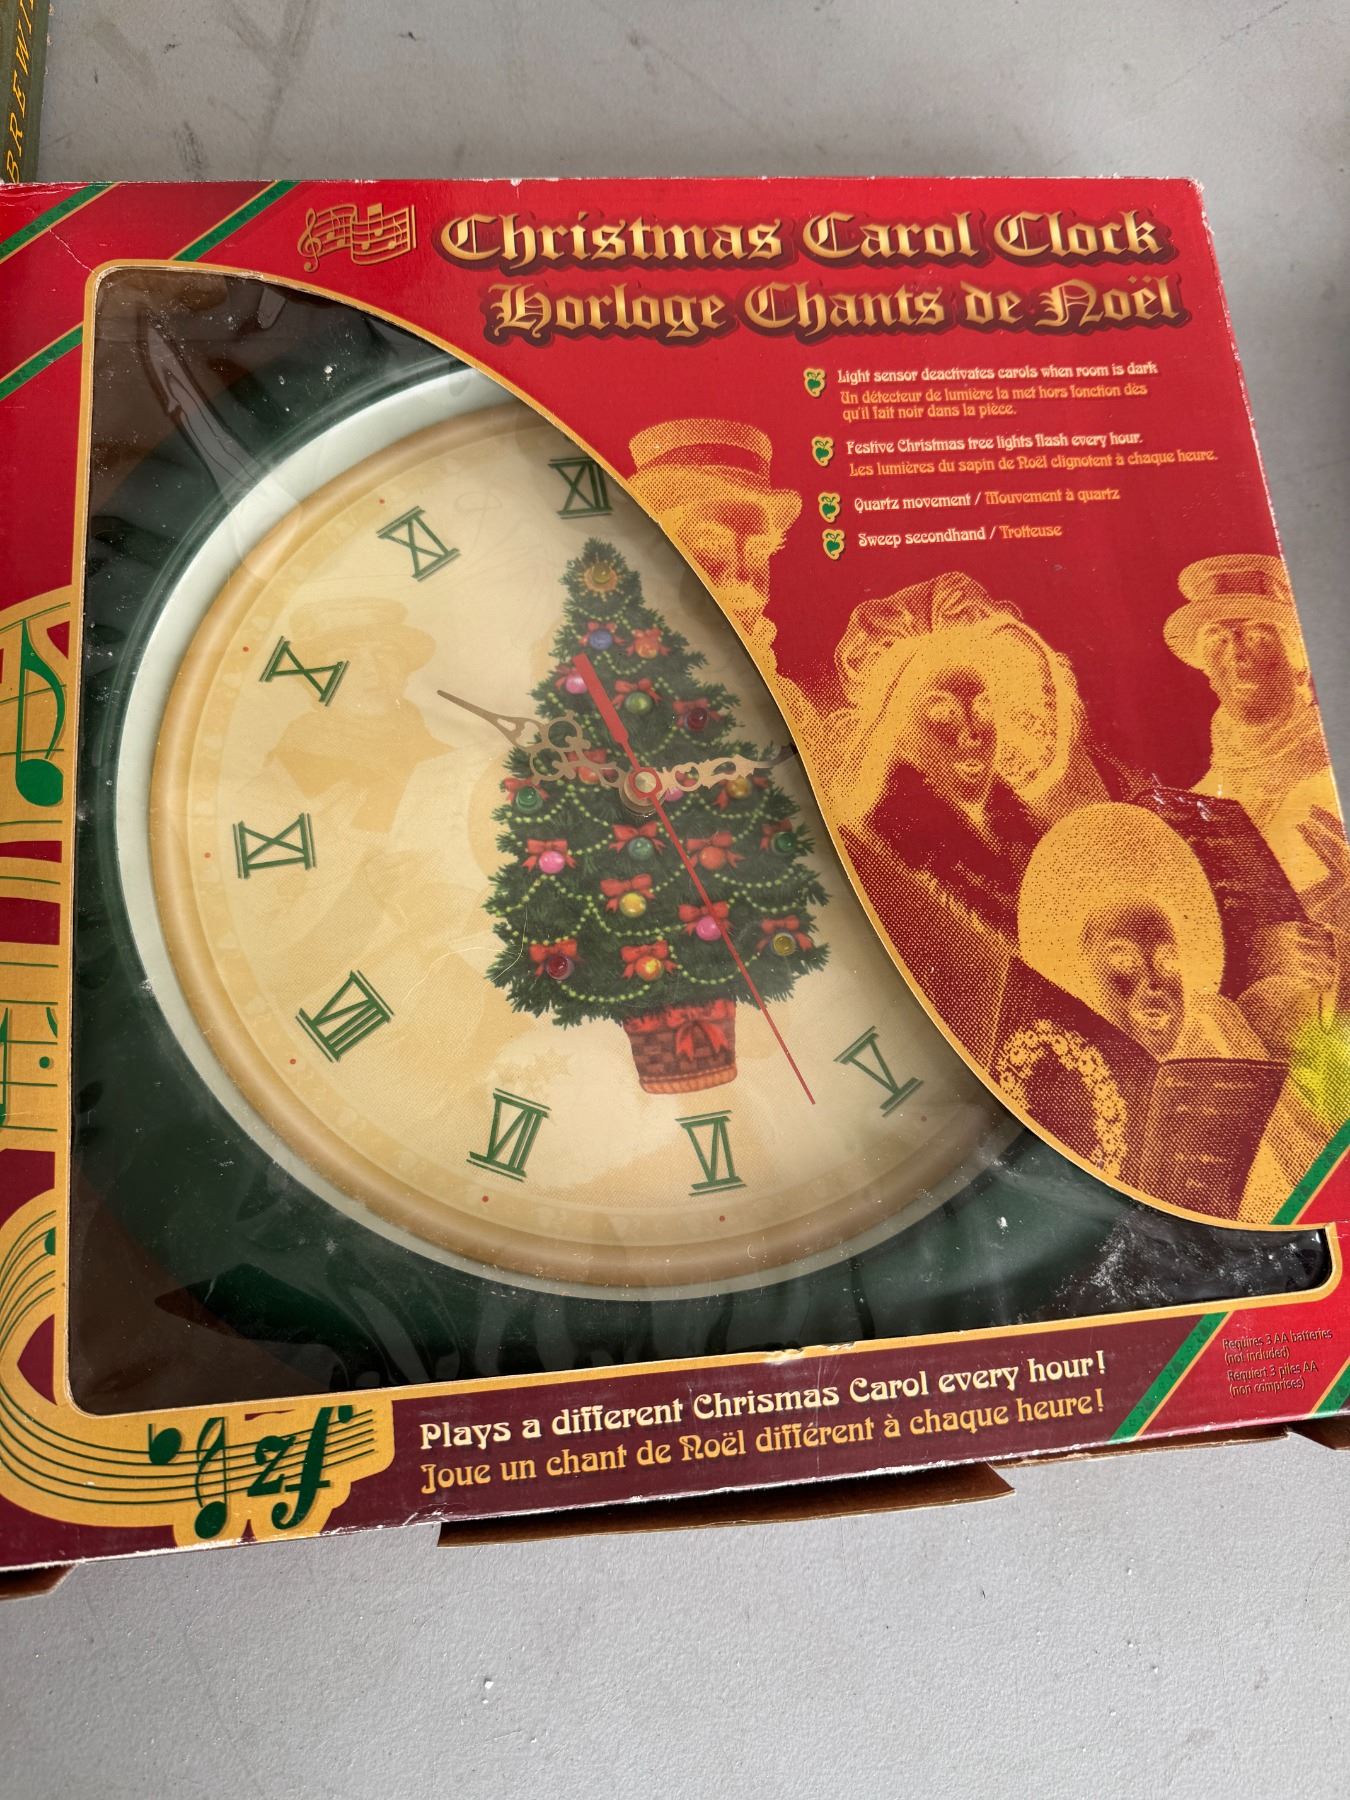 BREWI
Christmas Carol Clock
Horloge Chants de Noël
Light sensor deactivates carols when room is dark
Un détecteur de lumière la met hors fonction dès
qu'il fait noir dans la pièce.
Festive Christmas tree lights flash every hour.
Les lumières du sapin de Noël clignotent à chaque heure.
Quartz movement / Mouvement à quartz
Sweep secondhand / Trotteuse
XII
XI
X
IX
VIII
VII
VI
V
Plays a different Chrismas Carol every hour!
Joue un chant de Noël différent à chaque heure!
Requires 3 AA batteries
(not included)
Requiert 3 piles AA
(non comprises)
fz